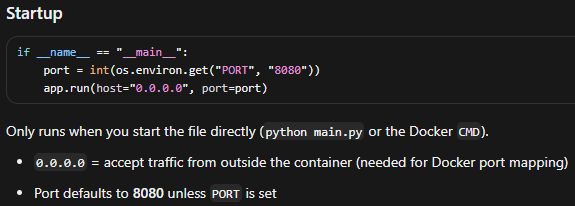 Startup
if __name__ == "__main__":
    port = int(os.environ.get("PORT", "8080"))
    app.run(host="0.0.0.0", port=port)
Only runs when you start the file directly (python main.py or the Docker CMD).
• 0.0.0.0 = accept traffic from outside the container (needed for Docker port mapping)
• Port defaults to 8080 unless PORT is set